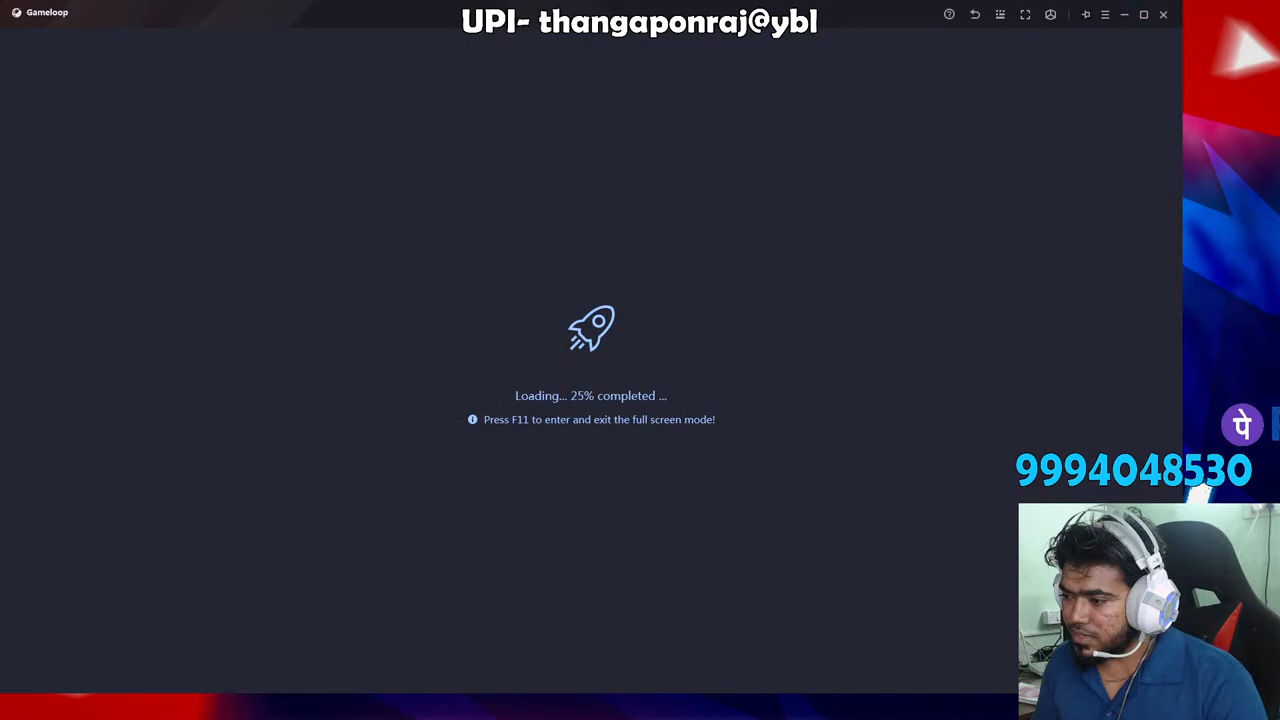 Gameloop
UPI- thangaponraj@ybl
Loading... 25% completed ...
Press F11 to enter and exit the full screen mode!
पे
9994048530